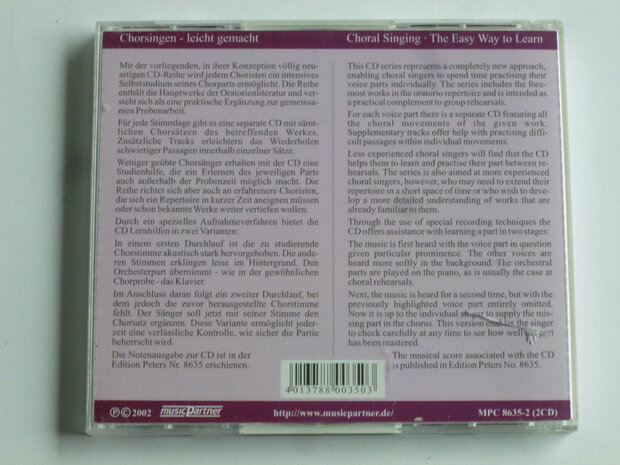 Chorsingen - leicht gemacht
Mit der vorliegenden, in ihrer Konzeption völlig neu-
artigen CD-Reihe wird jedem Choristen ein intensives
Selbststudium seines Chorparts ermöglicht. Die Reihe
enthält die Hauptwerke der Oratorienliteratur und ver-
steht sich als eine praktische Ergänzung zur gemeinsa-
men Probenarbeit.
Für jede Stimmlage gibt es eine separate CD mit sämt-
lichen Chorsätzen des betreffenden Werkes.
Zusätzliche Tracks erleichtern das Wiederholen
schwieriger Passagen innerhalb einzelner Sätze.
Weniger geübte Chorsänger erhalten mit der CD eine
Studienhilfe, die ein Erlernen des jeweiligen Parts
auch außerhalb der Probenzeit möglich macht. Die
Reihe richtet sich aber auch an erfahrenere Choristen,
die sich ein Repertoire in kurzer Zeit aneignen müssen
oder schon bekannte Werke weiter vertiefen wollen.
Durch ein spezielles Aufnahmeverfahren bietet die
CD Lernhilfen in zwei Varianten:
In einem ersten Durchlauf ist die zu studierende
Chorstimme akustisch stark hervorgehoben. Die ande-
ren Stimmen erklingen leise im Hintergrund. Den
Orchesterpart übernimmt - wie in der gewöhnlichen
Chorprobe - das Klavier.
Im Anschluss daran folgt ein zweiter Durchlauf, bei
dem jedoch die zuvor herausgestellte Chorstimme
fehlt. Der Sänger soll jetzt mit seiner Stimme den
Chorsatz ergänzen. Diese Variante ermöglicht jeder-
zeit eine verlässliche Kontrolle, wie sicher die Partie
beherrscht wird.
Die Notenausgabe zur CD ist in der
Edition Peters Nr. 8635 erschienen.
Choral Singing · The Easy Way to Learn
This CD series represents a completely new approach,
enabling choral singers to spend time practising their
voice parts individually. The series includes the fore-
most works in the oratorio repertoire and is intended as
a practical complement to group rehearsals.
For each voice part there is a separate CD featuring all
the choral movements of the given work.
Supplementary tracks offer help with practising diffi-
cult passages within individual movements.
Less experienced choral singers will find that the CD
helps them to learn and practise their part between re-
hearsals. The series is also aimed at more experienced
choral singers, however, who may need to extend their
repertoire in a short space of time or who wish to deve-
lop a more detailed understanding of works that are
already familiar to them.
Through the use of special recording techniques the
CD offers assistance with learning a part in two stages:
The music is first heard with the voice part in question
given particular prominence. The other voices are
heard more softly in the background: The orchestral
parts are played on the piano, as is usually the case at
choral rehearsals.
Next, the music is heard for a second time, but with the
previously highlighted voice part entirely omitted.
Now it is up to the individual singer to supply the mis-
sing part in the chorus. This version enables the singer
to check carefully at any time to see how well his part
has been mastered.
The musical score associated with the CD
is published in Edition Peters No. 8635.
4 013788 003503
℗ © 2002
musicPartner
http://www.musicpartner.de/
MPC 8635-2 (2CD)